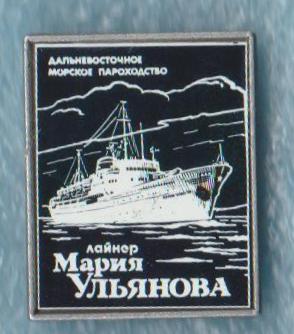 ДАЛЬНЕВОСТОЧНОЕ
МОРСКОЕ ПАРОХОДСТВО
лайнер
Мария
УЛЬЯНОВА